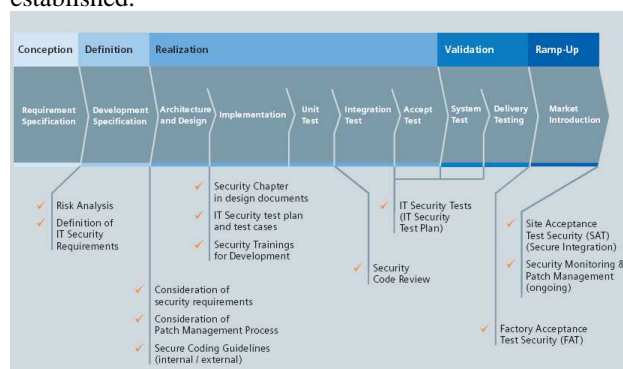 established.
Conception
Definition
Realization
Validation
Ramp-Up
Requirement
Specification
Development
Specification
Architecture
and Design
Implementation
Unit
Test
Integration
Test
Accept
Test
System
Test
Delivery
Testing
Market
Introduction
Risk Analysis
Definition of
IT Security
Requirements
Security Chapter
in design documents
IT Security test plan
and test cases
Security Trainings
for Development
Consideration of
security requirements
Consideration of
Patch Management Process
Secure Coding Guidelines
(internal / external)
Security
Code Review
IT Security Tests
(IT Security
Test Plan)
Site Acceptance
Test Security (SAT)
(Secure Integration)
Security Monitoring &
Patch Management
(ongoing)
Factory Acceptance
Test Security (FAT)